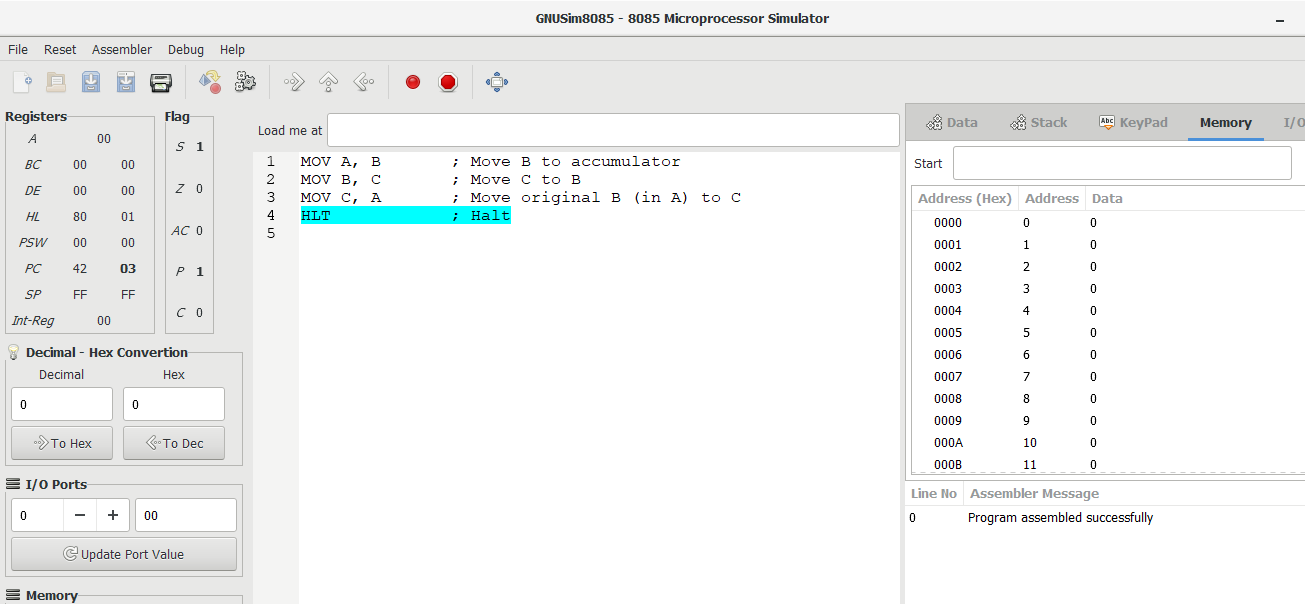 GNUSim8085 - 8085 Microprocessor Simulator
File Reset Assembler Debug Help
Registers
A 00
BC 00 00
DE 00 00
HL 80 01
PSW 00 00
PC 42 03
SP FF FF
Int-Reg 00
Flag
S 1
Z 0
AC 0
P 1
C 0
Decimal - Hex Convertion
Decimal Hex
0 0
To Hex To Dec
I/O Ports
0 − + 00
Update Port Value
Memory
Load me at
1 MOV A, B ; Move B to accumulator
2 MOV B, C ; Move C to B
3 MOV C, A ; Move original B (in A) to C
4 HLT ; Halt
5
Data Stack Abc KeyPad Memory I/O
Start
Address (Hex) Address Data
0000 0 0
0001 1 0
0002 2 0
0003 3 0
0004 4 0
0005 5 0
0006 6 0
0007 7 0
0008 8 0
0009 9 0
000A 10 0
000B 11 0
Line No Assembler Message
0 Program assembled successfully